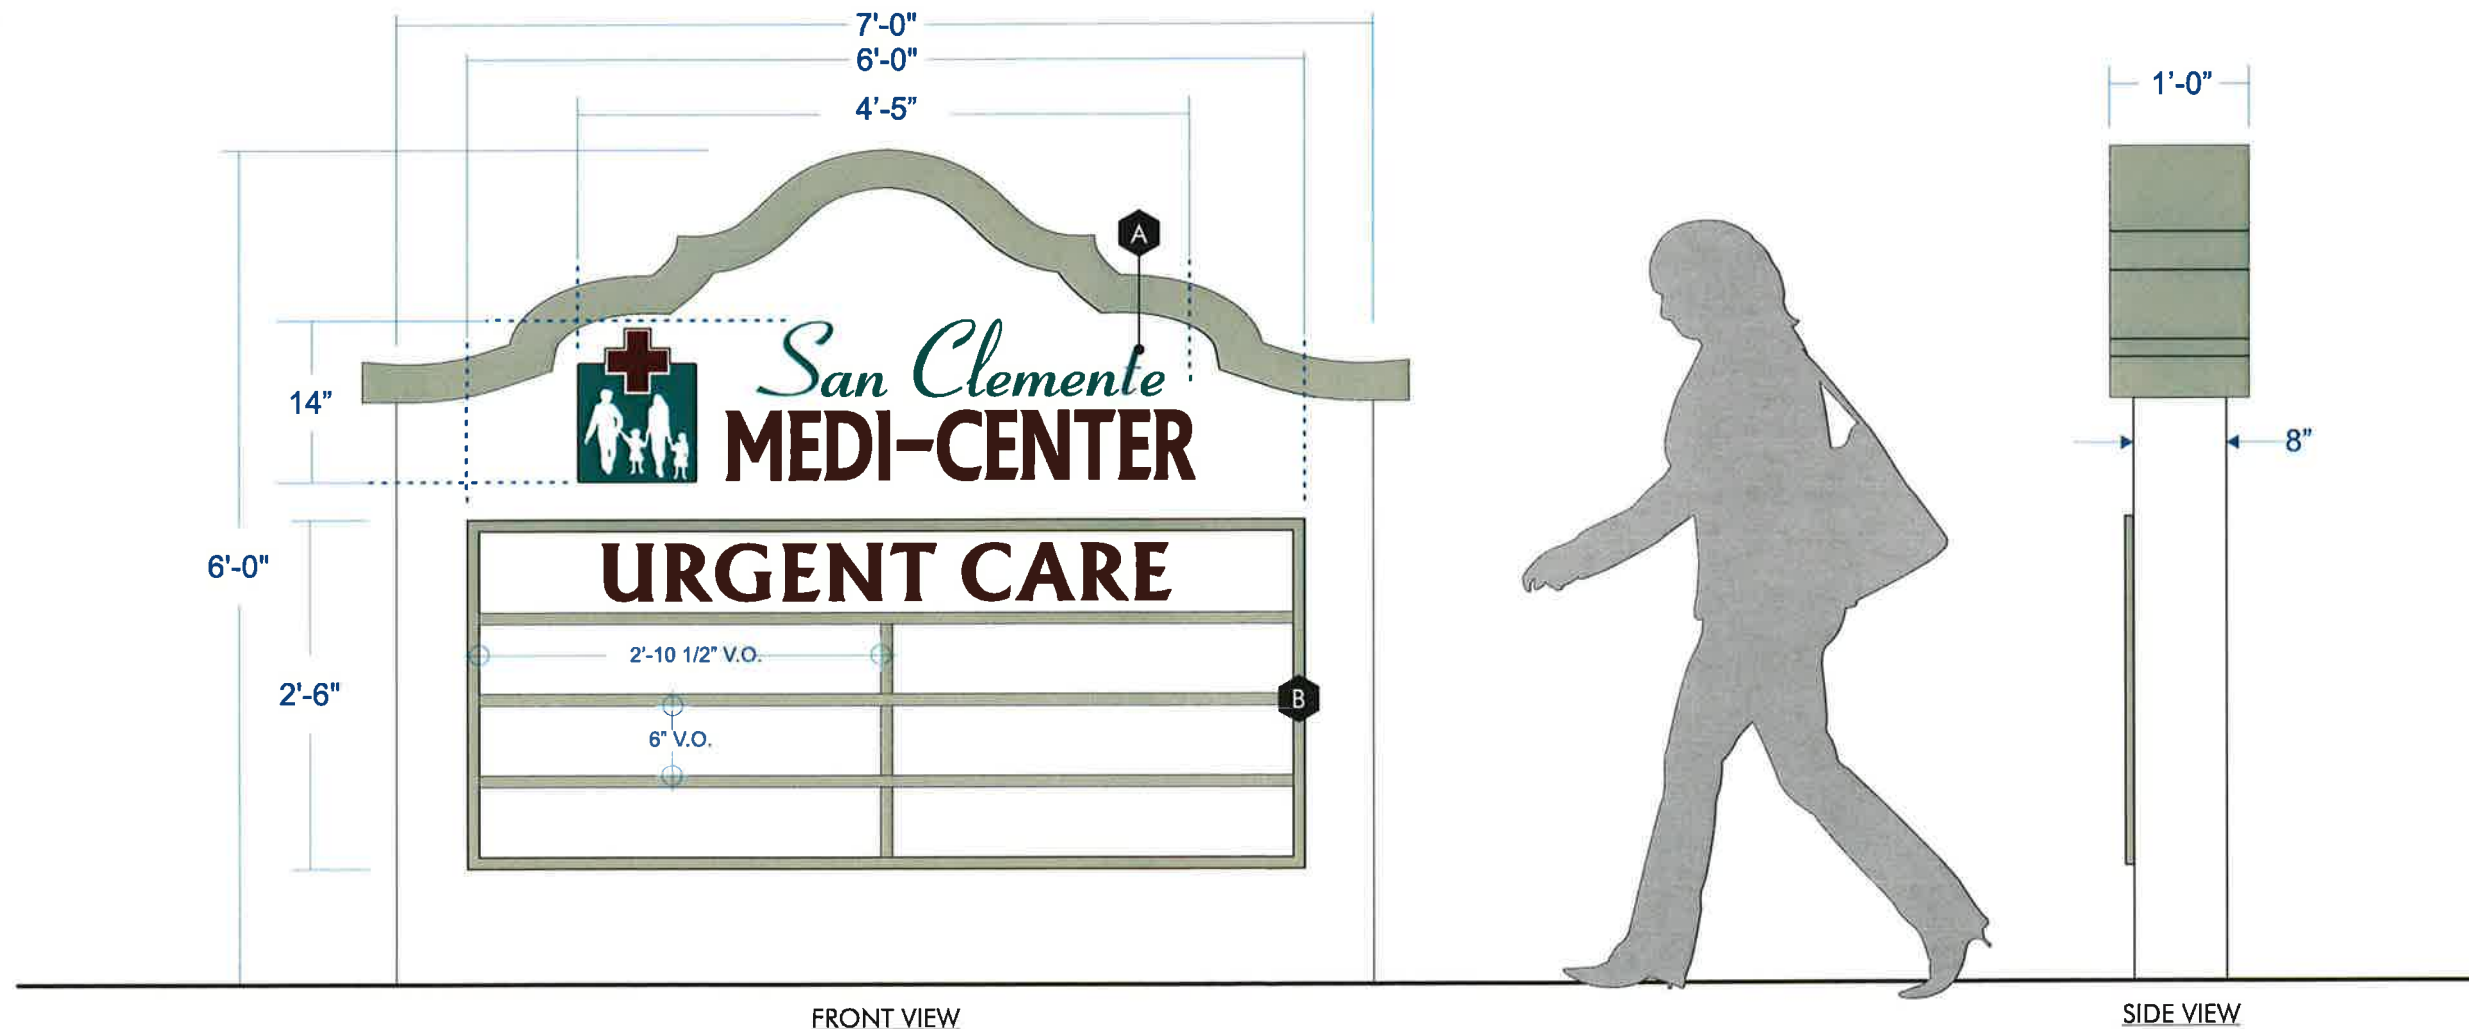 7'-0"
6'-0"
4'-5”
1’-0”
A
San Clemente
MEDI-CENTER
14”
8”
6'-0"
URGENT CARE
2'-10 1/2” V.O.
2'-6"
B
6” V.O.
FRONT VIEW
SIDE VIEW